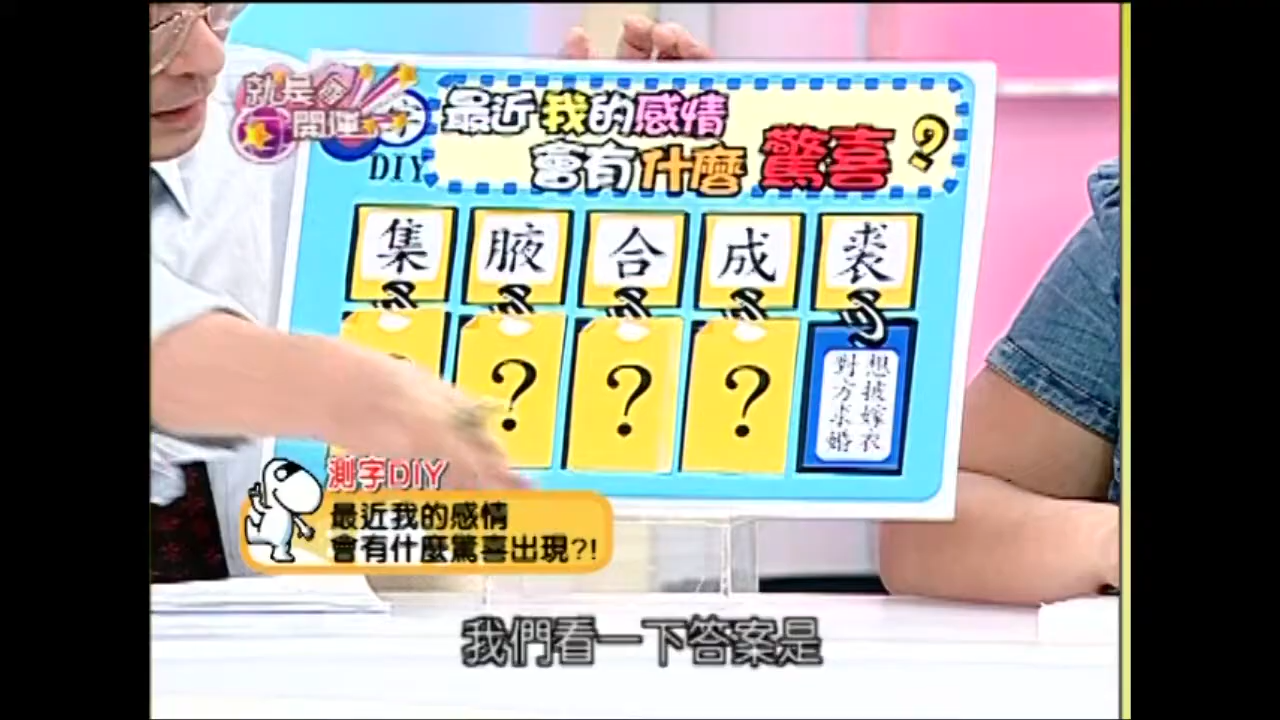 就是令
開運
DIY
最近我的感情
會有什麼驚喜?
集 腋 合 成 裘
? ? ? ?
想披嫁衣
對方求婚
測字DIY
最近我的感情
會有什麼驚喜出現?!
我們看一下答案是